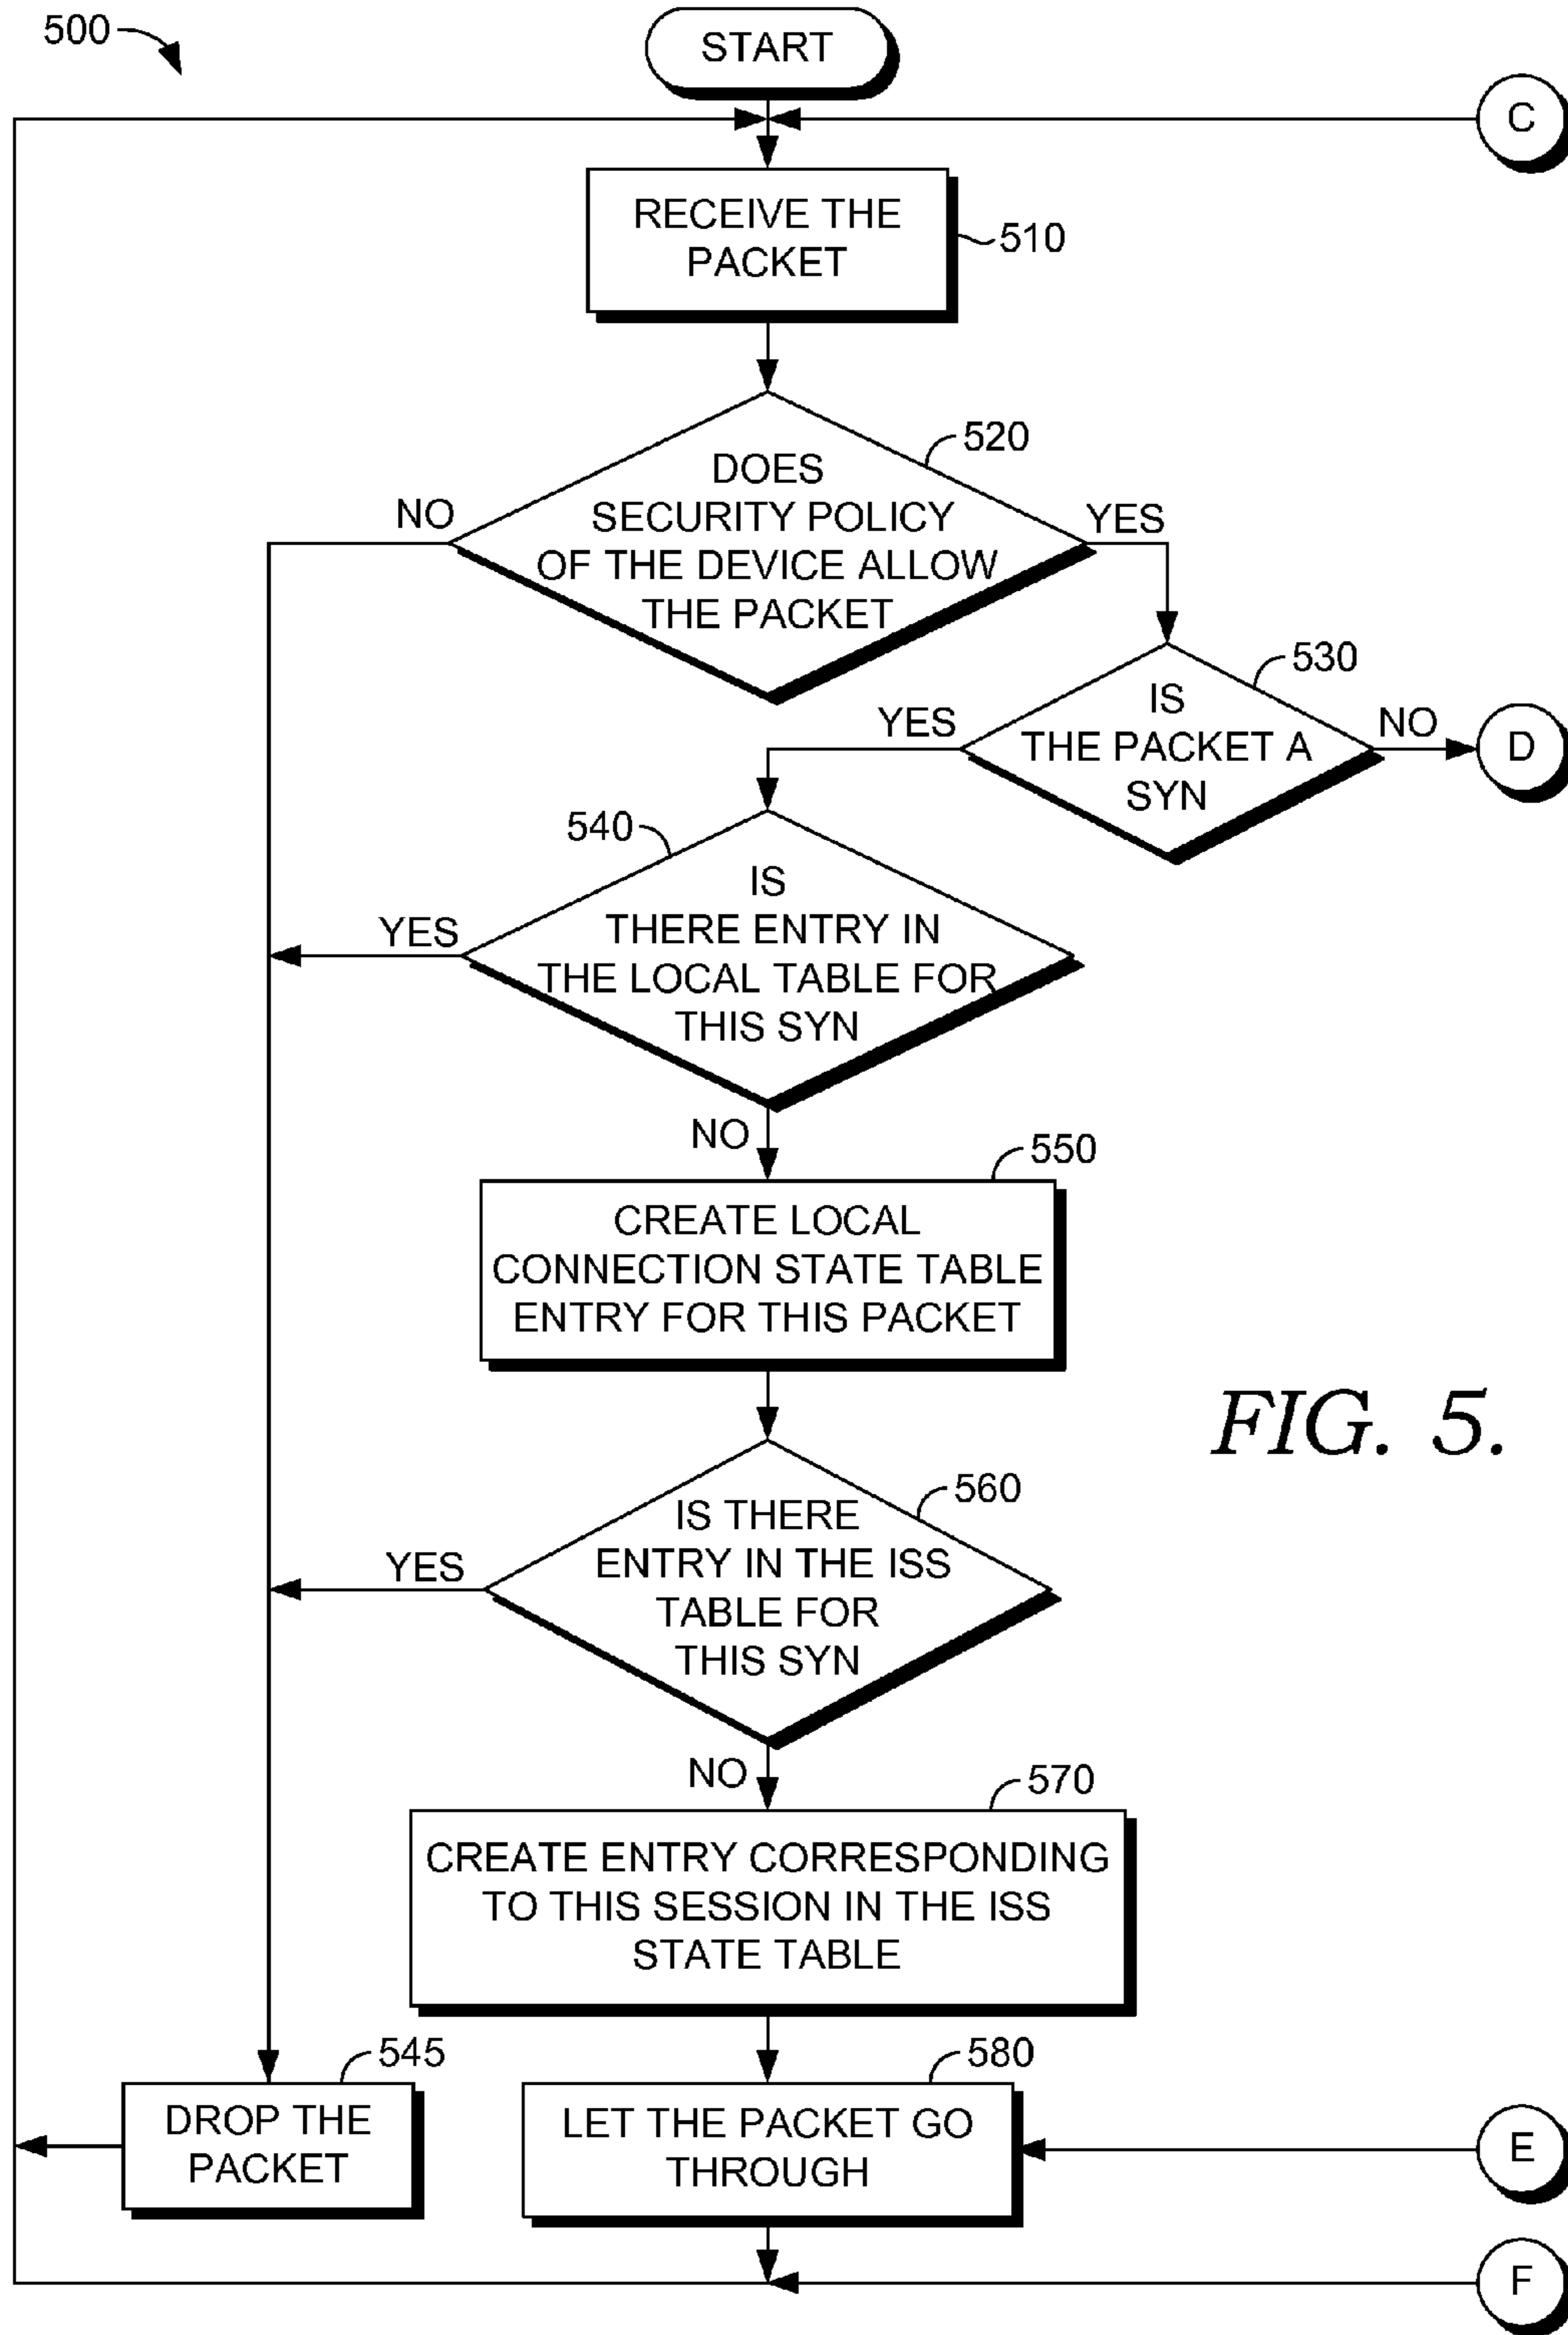 500
START
C
RECEIVE THE
PACKET
510
520
DOES
SECURITY POLICY
OF THE DEVICE ALLOW
THE PACKET
NO
YES
530
IS
THE PACKET A
SYN
YES
NO
D
540
IS
THERE ENTRY IN
THE LOCAL TABLE FOR
THIS SYN
YES
NO
550
CREATE LOCAL
CONNECTION STATE TABLE
ENTRY FOR THIS PACKET
FIG. 5.
560
IS THERE
ENTRY IN THE ISS
TABLE FOR
THIS SYN
YES
NO
570
CREATE ENTRY CORRESPONDING
TO THIS SESSION IN THE ISS
STATE TABLE
545
DROP THE
PACKET
580
LET THE PACKET GO
THROUGH
E
F